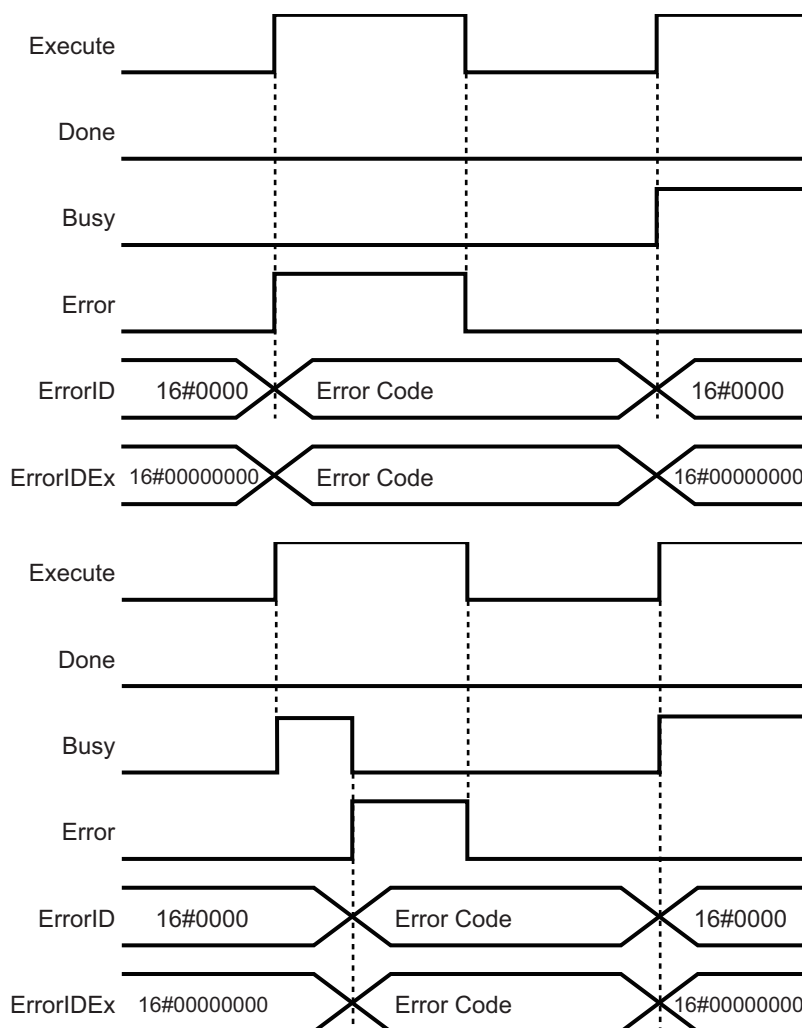 Execute
Done
Busy
Error
ErrorID 16#0000 Error Code 16#0000
ErrorIDEx 16#00000000 Error Code 16#00000000
Execute
Done
Busy
Error
ErrorID 16#0000 Error Code 16#0000
ErrorIDEx 16#00000000 Error Code 16#00000000